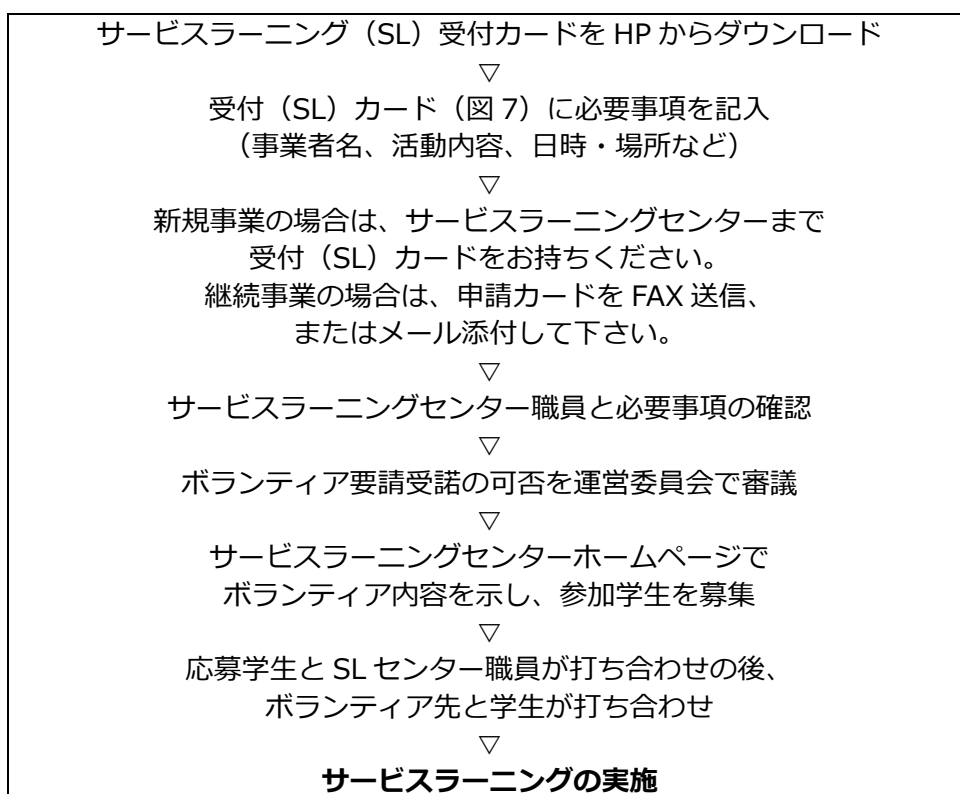 サービスラーニング（SL）受付カードを HP からダウンロード
▽
受付（SL）カード（図 7）に必要事項を記入
（事業者名、活動内容、日時・場所など）
▽
新規事業の場合は、サービスラーニングセンターまで
受付（SL）カードをお持ちください。
継続事業の場合は、申請カードを FAX 送信、
またはメール添付して下さい。
▽
サービスラーニングセンター職員と必要事項の確認
▽
ボランティア要請受諾の可否を運営委員会で審議
▽
サービスラーニングセンターホームページで
ボランティア内容を示し、参加学生を募集
▽
応募学生と SL センター職員が打ち合わせの後、
ボランティア先と学生が打ち合わせ
▽
サービスラーニングの実施